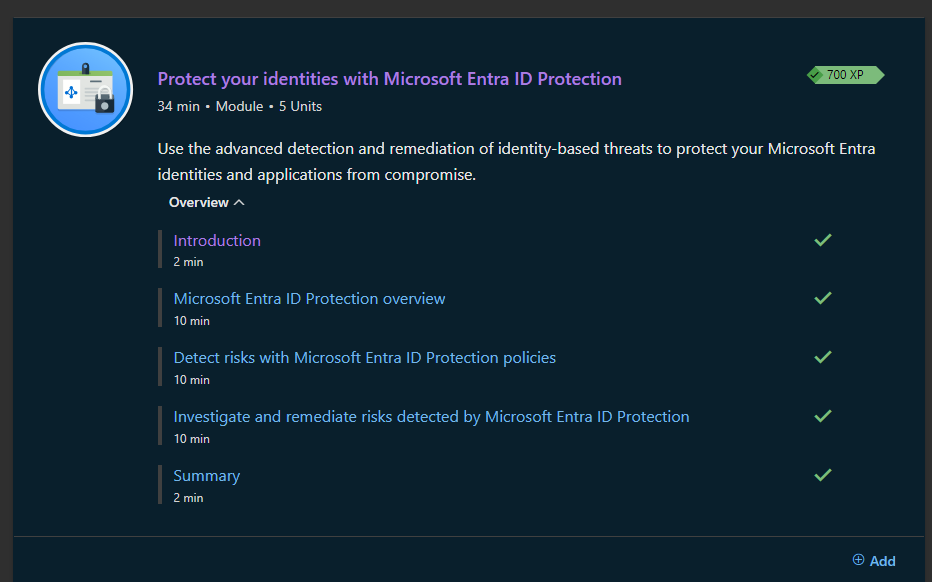 Protect your identities with Microsoft Entra ID Protection
700 XP
34 min • Module • 5 Units
Use the advanced detection and remediation of identity-based threats to protect your Microsoft Entra
identities and applications from compromise.
Overview
Introduction
2 min
Microsoft Entra ID Protection overview
10 min
Detect risks with Microsoft Entra ID Protection policies
10 min
Investigate and remediate risks detected by Microsoft Entra ID Protection
10 min
Summary
2 min
Add